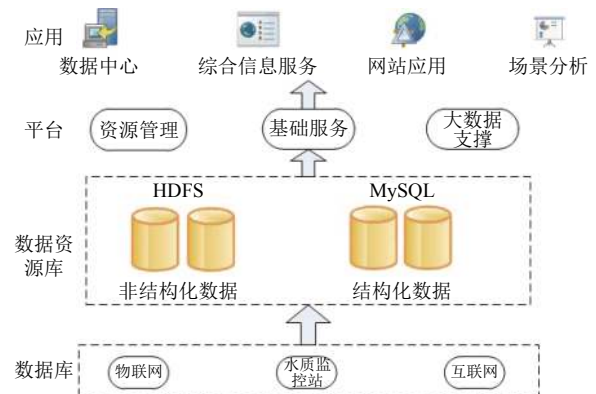 应用
数据中心
综合信息服务
网站应用
场景分析
平台
资源管理
基础服务
大数据
支撑
HDFS
MySQL
数据资
源库
非结构化数据
结构化数据
数据库
物联网
水质监
控站
互联网